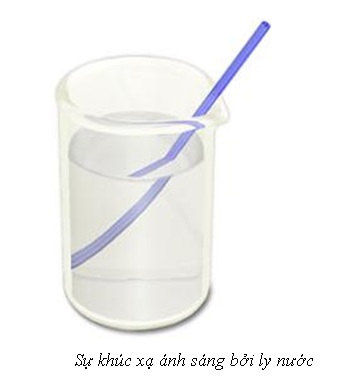 Sự khúc xạ ánh sáng bởi ly nước